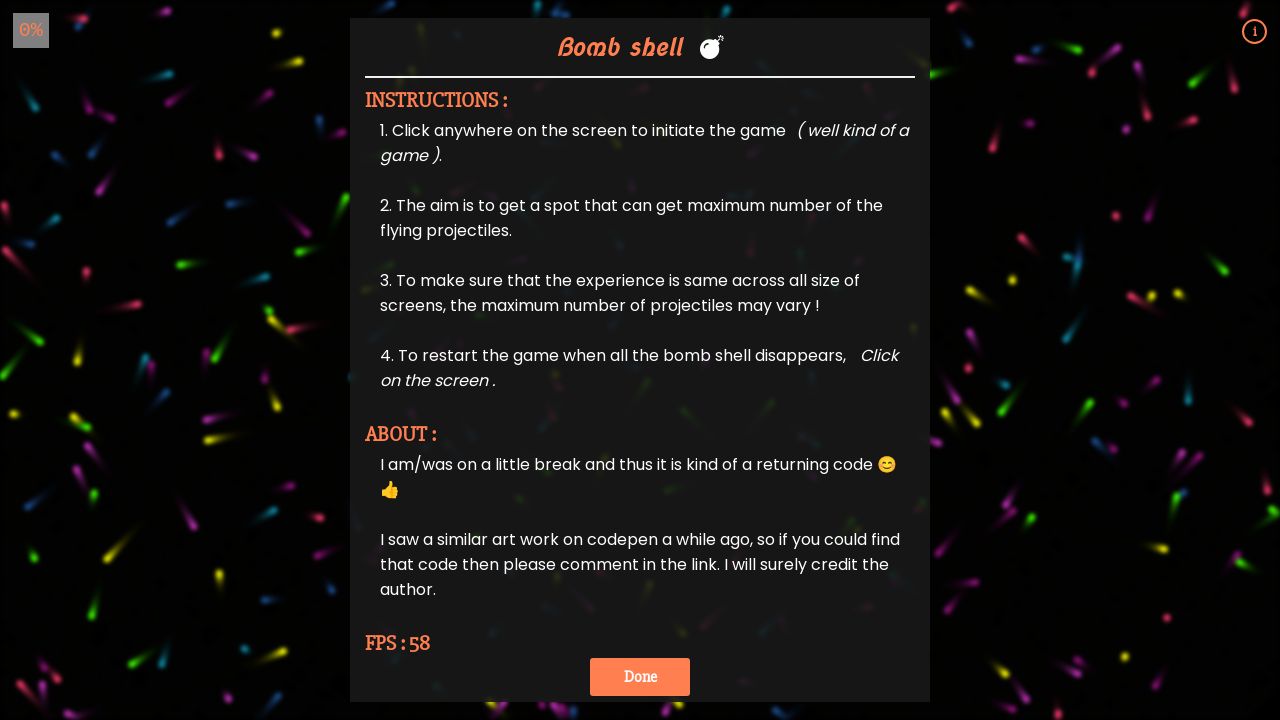 0%
Bomb shell 💣
i
INSTRUCTIONS :
1. Click anywhere on the screen to initiate the game ( well kind of a
game ).
2. The aim is to get a spot that can get maximum number of the
flying projectiles.
3. To make sure that the experience is same across all size of
screens, the maximum number of projectiles may vary !
4. To restart the game when all the bomb shell disappears, Click
on the screen .
ABOUT :
I am/was on a little break and thus it is kind of a returning code 😊
👍
I saw a similar art work on codepen a while ago, so if you could find
that code then please comment in the link. I will surely credit the
author.
FPS : 58
Done